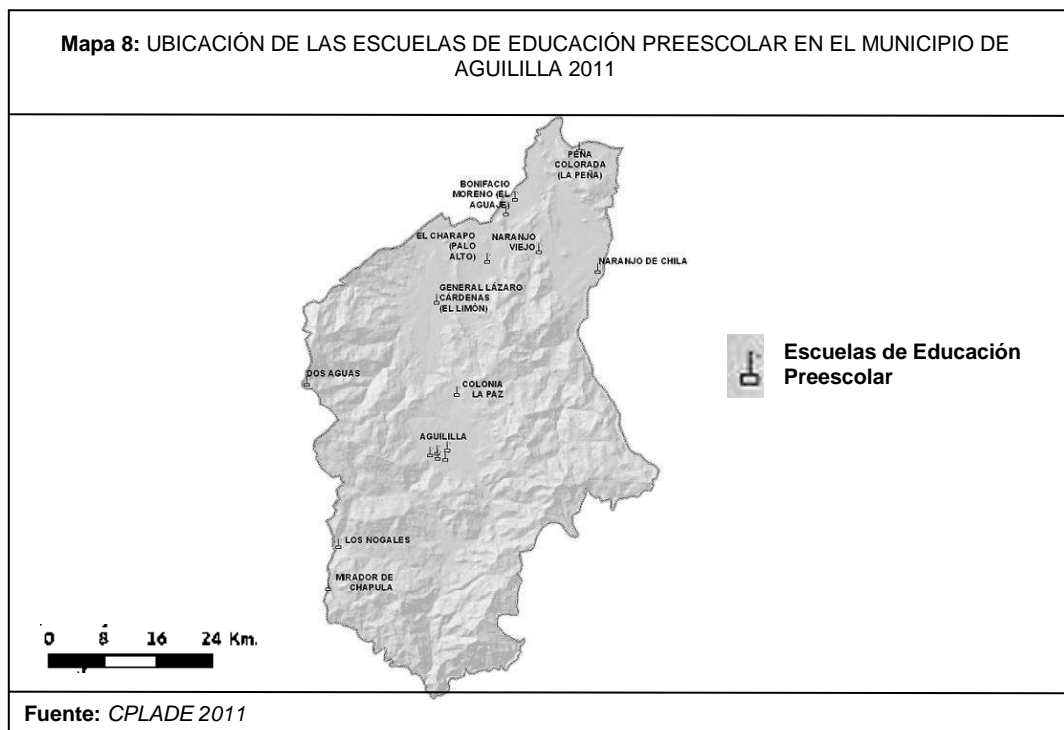 Mapa 8: UBICACIÓN DE LAS ESCUELAS DE EDUCACIÓN PREESCOLAR EN EL MUNICIPIO DE
AGUILILLA 2011
PEÑA
COLORADA
(LA PEÑA)
BONIFACIO
MORENO (EL
AGUAJE)
EL CHARAPO
(PALO
ALTO)
NARANJO
VIEJO
NARANJO DE CHILA
GENERAL LÁZARO
CÁRDENAS
(EL LIMÓN)
DOS AGUAS
COLONIA
LA PAZ
AGUILILLA
LOS NOGALES
MIRADOR DE
CHAPULA
Escuelas de Educación
Preescolar
0 8 16 24 Km.
Fuente: CPLADE 2011